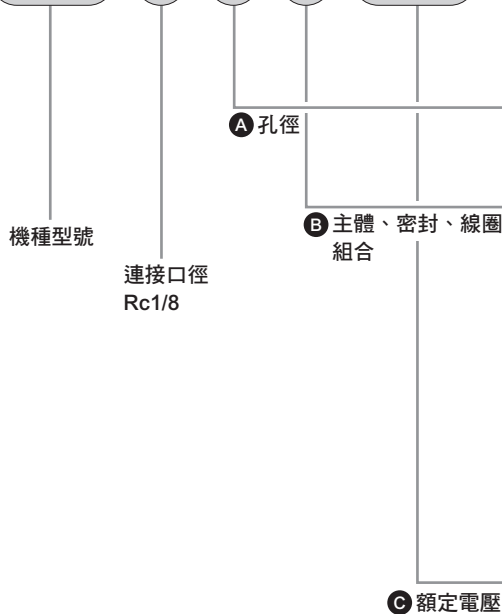 A 孔徑
B 主體、密封、線圈
組合
機種型號
連接口徑
Rc1/8
C 額定電壓